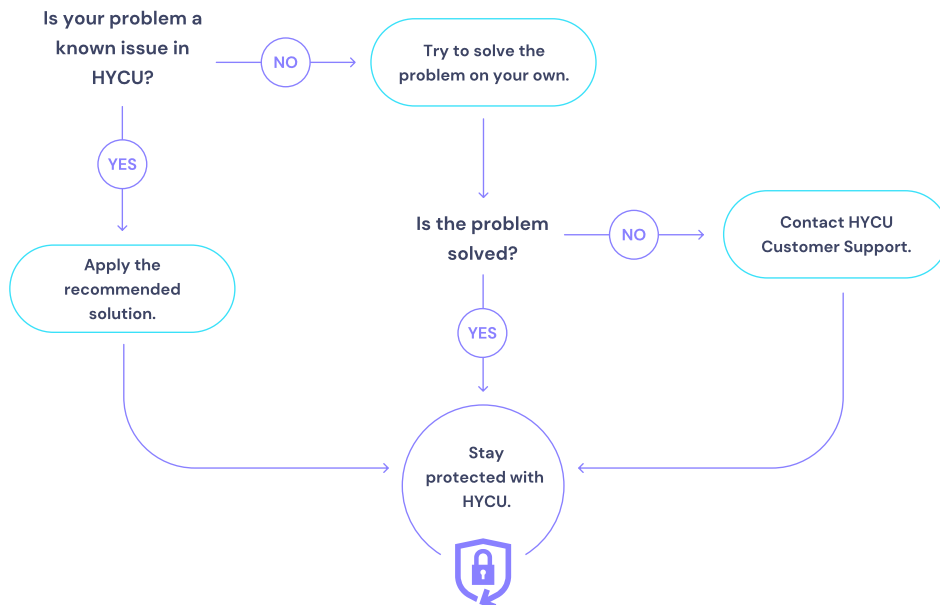 Is your problem a
known issue in
HYCU?
NO
Try to solve the
problem on your own.
YES
Is the problem
solved?
NO
Contact HYCU
Customer Support.
Apply the
recommended
solution.
YES
Stay
protected with
HYCU.